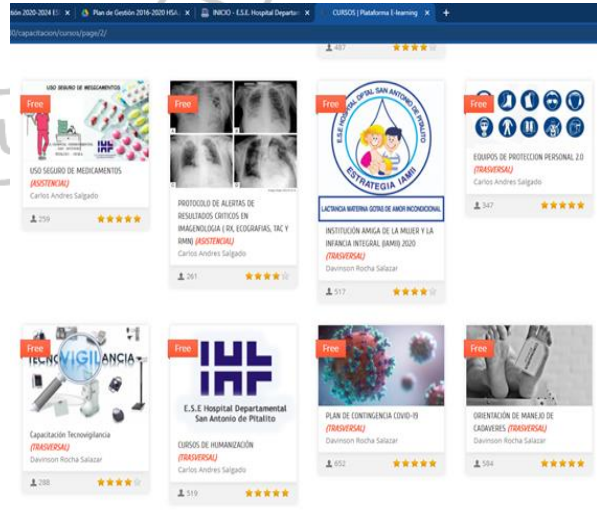 tión 2020-2024 ES
Plan de Gestión 2016-2020 HSA
INICIO - E.S.E. Hospital Departam
CURSOS | Plataforma E-learning
0/capacitacion/cursos/page/2/
487
Free
USO SEGURO DE MEDICAMENTOS
USO SEGURO DE MEDICAMENTOS
(ASISTENCIAL)
Carlos Andres Salgado
259
Free
PROTOCOLO DE ALERTAS DE
RESULTADOS CRITICOS EN
IMAGENOLOGIA ( RX, ECOGRAFIAS, TAC Y
RMN) (ASISTENCIAL)
Carlos Andres Salgado
261
Free
E.S.E HOSPITAL DPTAL SAN ANTONIO DE PITALITO
ESTRATEGIA IAMII
LACTANCIA MATERNA GOTAS DE AMOR INCONDICIONAL
INSTITUCIÓN AMIGA DE LA MUJER Y LA
INFANCIA INTEGRAL (IAMII) 2020
(TRASVERSAL)
Davinson Rocha Salazar
517
Free
EQUIPOS DE PROTECCION PERSONAL 2.0
(TRASVERSAL)
Carlos Andres Salgado
347
Free
TECNOVIGILANCIA
Capacitación Tecnovigilancia
(TRASVERSAL)
Davinson Rocha Salazar
288
Free
E.S.E Hospital Departamental
San Antonio de Pitalito
CURSOS DE HUMANIZACIÓN
(TRASVERSAL)
Carlos Andres Salgado
519
Free
PLAN DE CONTINGENCIA COVID-19
(TRASVERSAL)
Davinson Rocha Salazar
652
Free
ORIENTACIÓN DE MANEJO DE
CADAVERES (TRASVERSAL)
Davinson Rocha Salazar
584